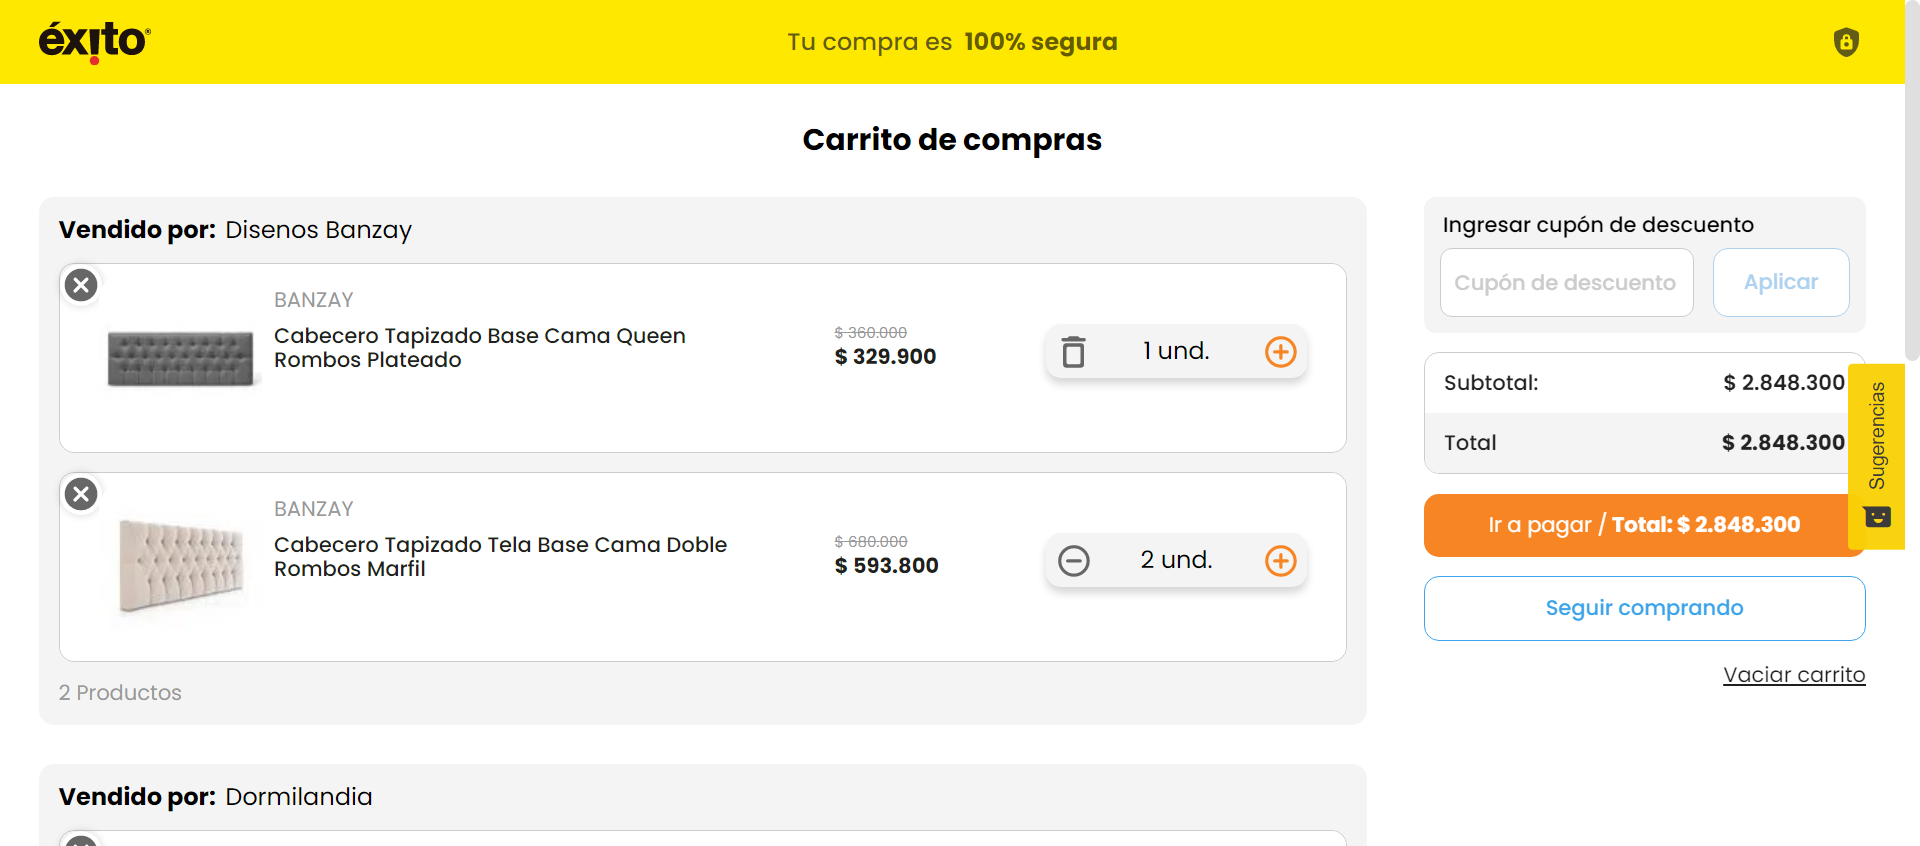 éxito
Tu compra es 100% segura
Carrito de compras
Vendido por: Disenos Banzay
BANZAY
Cabecero Tapizado Base Cama Queen
Rombos Plateado
$ 360.000
$ 329.900
1 und.
BANZAY
Cabecero Tapizado Tela Base Cama Doble
Rombos Marfil
$ 680.000
$ 593.800
2 und.
2 Productos
Vendido por: Dormilandia
Ingresar cupón de descuento
Cupón de descuento
Aplicar
Subtotal: $ 2.848.300
Total $ 2.848.300
Ir a pagar / Total: $ 2.848.300
Seguir comprando
Vaciar carrito
Sugerencias